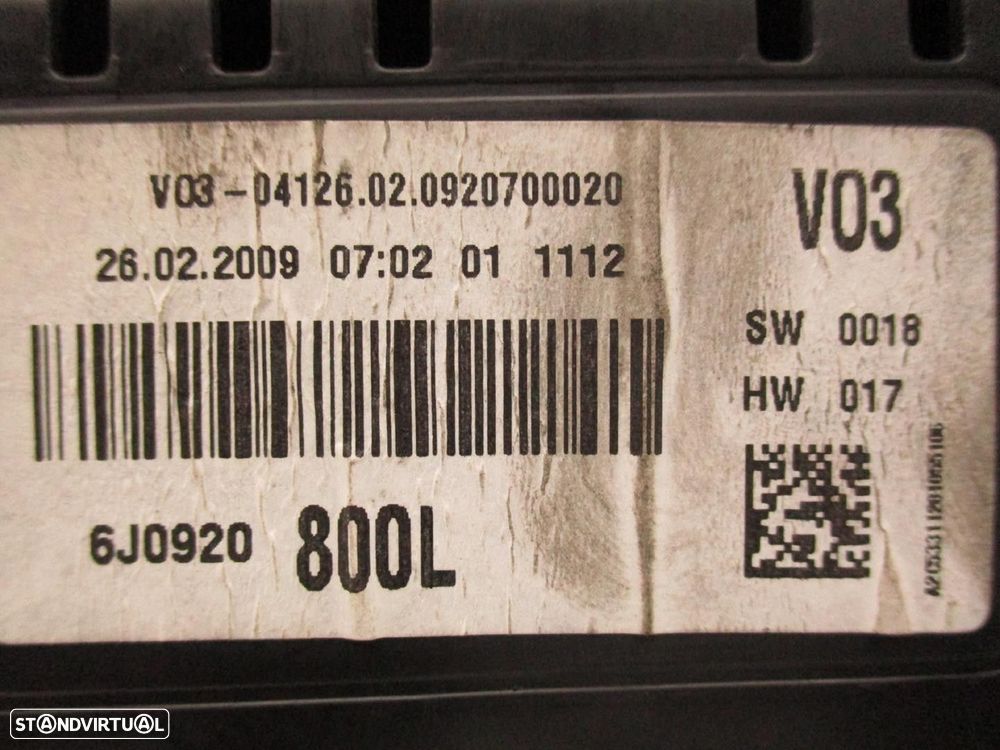 V03-04126.02.0920700020
26.02.2009 07:02 01 1112
V03
SW 0018
HW 017
6J0920 800L
STANDVIRTUAL